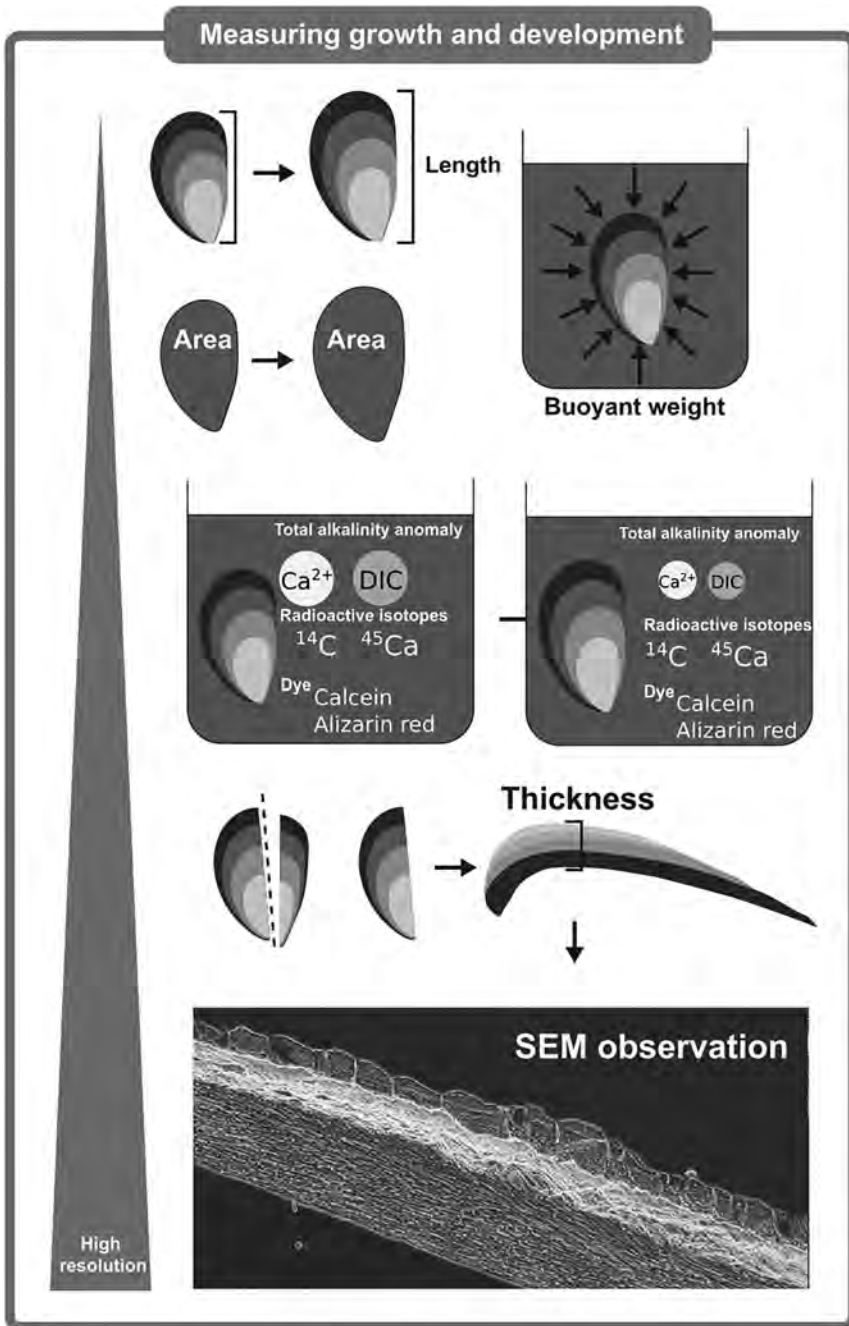 Measuring growth and development
Length
Area
Area
Buoyant weight
Total alkalinity anomaly
Ca²⁺ DIC
Radioactive isotopes
¹⁴C ⁴⁵Ca
Dye Calcein
Alizarin red
Total alkalinity anomaly
Ca²⁺ DIC
Radioactive isotopes
¹⁴C ⁴⁵Ca
Dye Calcein
Alizarin red
Thickness
SEM observation
High
resolution